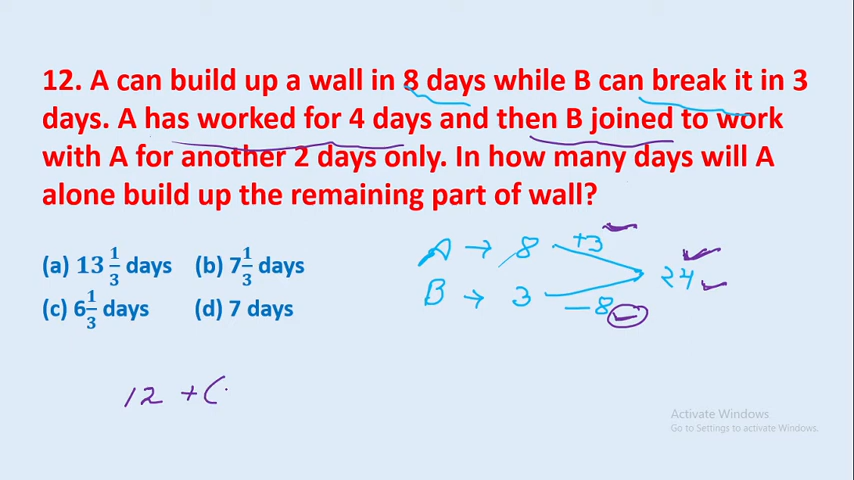 12. A can build up a wall in 8 days while B can break it in 3
days. A has worked for 4 days and then B joined to work
with A for another 2 days only. In how many days will A
alone build up the remaining part of wall?
(a) 13 1/3 days (b) 7 1/3 days
(c) 6 1/3 days (d) 7 days
A → 8 +3
24
B → 3 -8
12 + (
Activate Windows
Go to Settings to activate Windows.